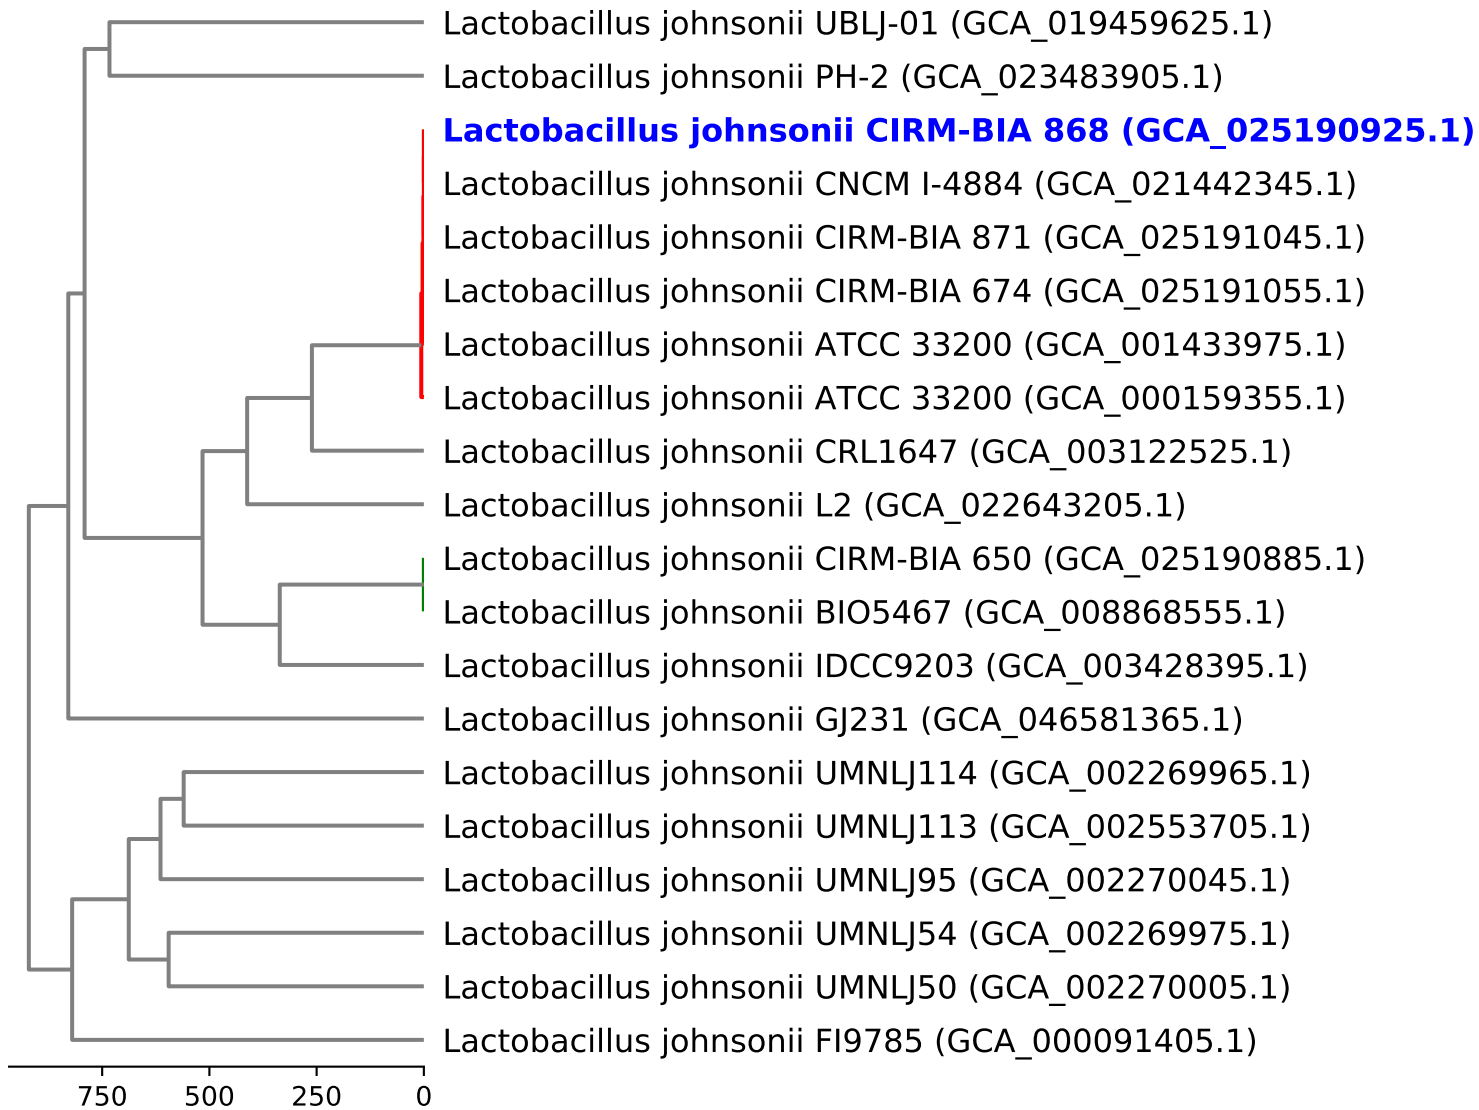 Lactobacillus johnsonii UBLJ-01 (GCA_019459625.1)
Lactobacillus johnsonii PH-2 (GCA_023483905.1)
Lactobacillus johnsonii CIRM-BIA 868 (GCA_025190925.1)
Lactobacillus johnsonii CNCM I-4884 (GCA_021442345.1)
Lactobacillus johnsonii CIRM-BIA 871 (GCA_025191045.1)
Lactobacillus johnsonii CIRM-BIA 674 (GCA_025191055.1)
Lactobacillus johnsonii ATCC 33200 (GCA_001433975.1)
Lactobacillus johnsonii ATCC 33200 (GCA_000159355.1)
Lactobacillus johnsonii CRL1647 (GCA_003122525.1)
Lactobacillus johnsonii L2 (GCA_022643205.1)
Lactobacillus johnsonii CIRM-BIA 650 (GCA_025190885.1)
Lactobacillus johnsonii BIO5467 (GCA_008868555.1)
Lactobacillus johnsonii IDCC9203 (GCA_003428395.1)
Lactobacillus johnsonii GJ231 (GCA_046581365.1)
Lactobacillus johnsonii UMNLJ114 (GCA_002269965.1)
Lactobacillus johnsonii UMNLJ113 (GCA_002553705.1)
Lactobacillus johnsonii UMNLJ95 (GCA_002270045.1)
Lactobacillus johnsonii UMNLJ54 (GCA_002269975.1)
Lactobacillus johnsonii UMNLJ50 (GCA_002270005.1)
Lactobacillus johnsonii FI9785 (GCA_000091405.1)
750 500 250 0